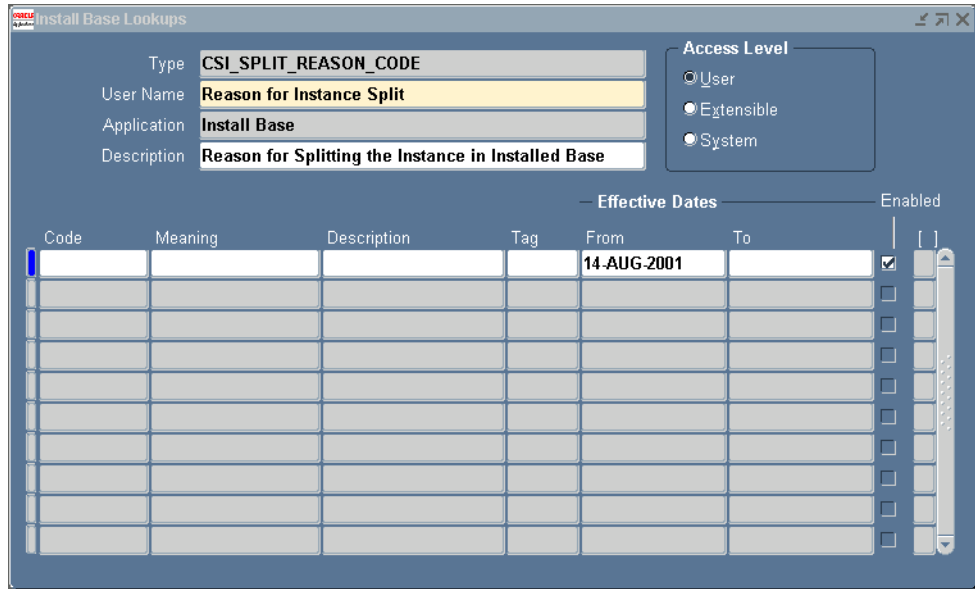 ORACLE
Install Base Lookups
Type CSI_SPLIT_REASON_CODE
User Name Reason for Instance Split
Application Install Base
Description Reason for Splitting the Instance in Installed Base
Access Level
User
Extensible
System
Effective Dates Enabled
Code Meaning Description Tag From To [ ]
14-AUG-2001